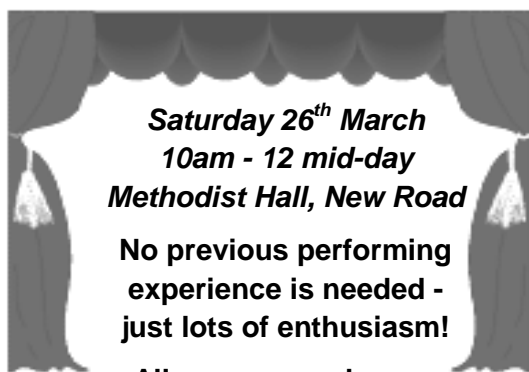 Saturday 26th March
10am - 12 mid-day
Methodist Hall, New Road
No previous performing
experience is needed -
just lots of enthusiasm!